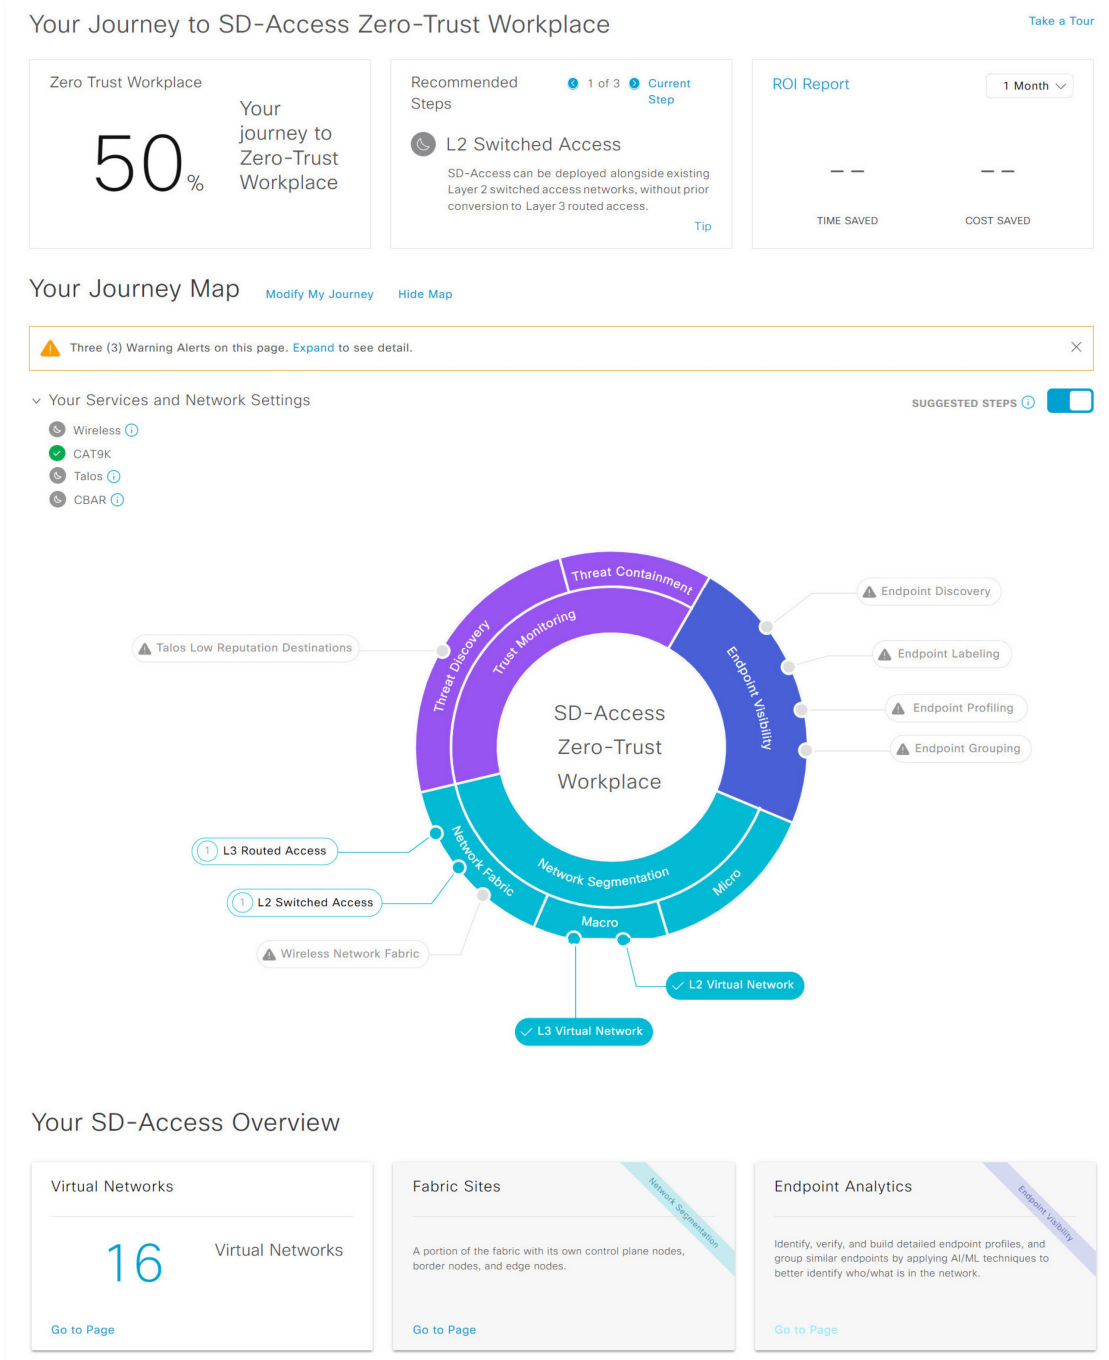 Your Journey to SD-Access Zero-Trust Workplace
Take a Tour
Zero Trust Workplace
50%
Your
journey to
Zero-Trust
Workplace
Recommended
Steps
1 of 3
Current
Step
L2 Switched Access
SD-Access can be deployed alongside existing
Layer 2 switched access networks, without prior
conversion to Layer 3 routed access.
Tip
ROI Report
1 Month
-- --
TIME SAVED
COST SAVED
Your Journey Map
Modify My Journey
Hide Map
Three (3) Warning Alerts on this page. Expand to see detail.
Your Services and Network Settings
SUGGESTED STEPS
Wireless
CAT9K
Talos
CBAR
Threat Containment
Trust Monitoring
Threat Discovery
Endpoint Visibility
Endpoint Discovery
Talos Low Reputation Destinations
Endpoint Labeling
Endpoint Profiling
Endpoint Grouping
SD-Access
Zero-Trust
Workplace
1 L3 Routed Access
Network Fabric
Network Segmentation
Micro
1 L2 Switched Access
Macro
Wireless Network Fabric
L2 Virtual Network
L3 Virtual Network
Your SD-Access Overview
Virtual Networks
16
Virtual Networks
Go to Page
Fabric Sites
Network Segmentation
A portion of the fabric with its own control plane nodes,
border nodes, and edge nodes.
Go to Page
Endpoint Analytics
Endpoint Visibility
Identify, verify, and build detailed endpoint profiles, and
group similar endpoints by applying AI/ML techniques to
better identify who/what is in the network.
Go to Page